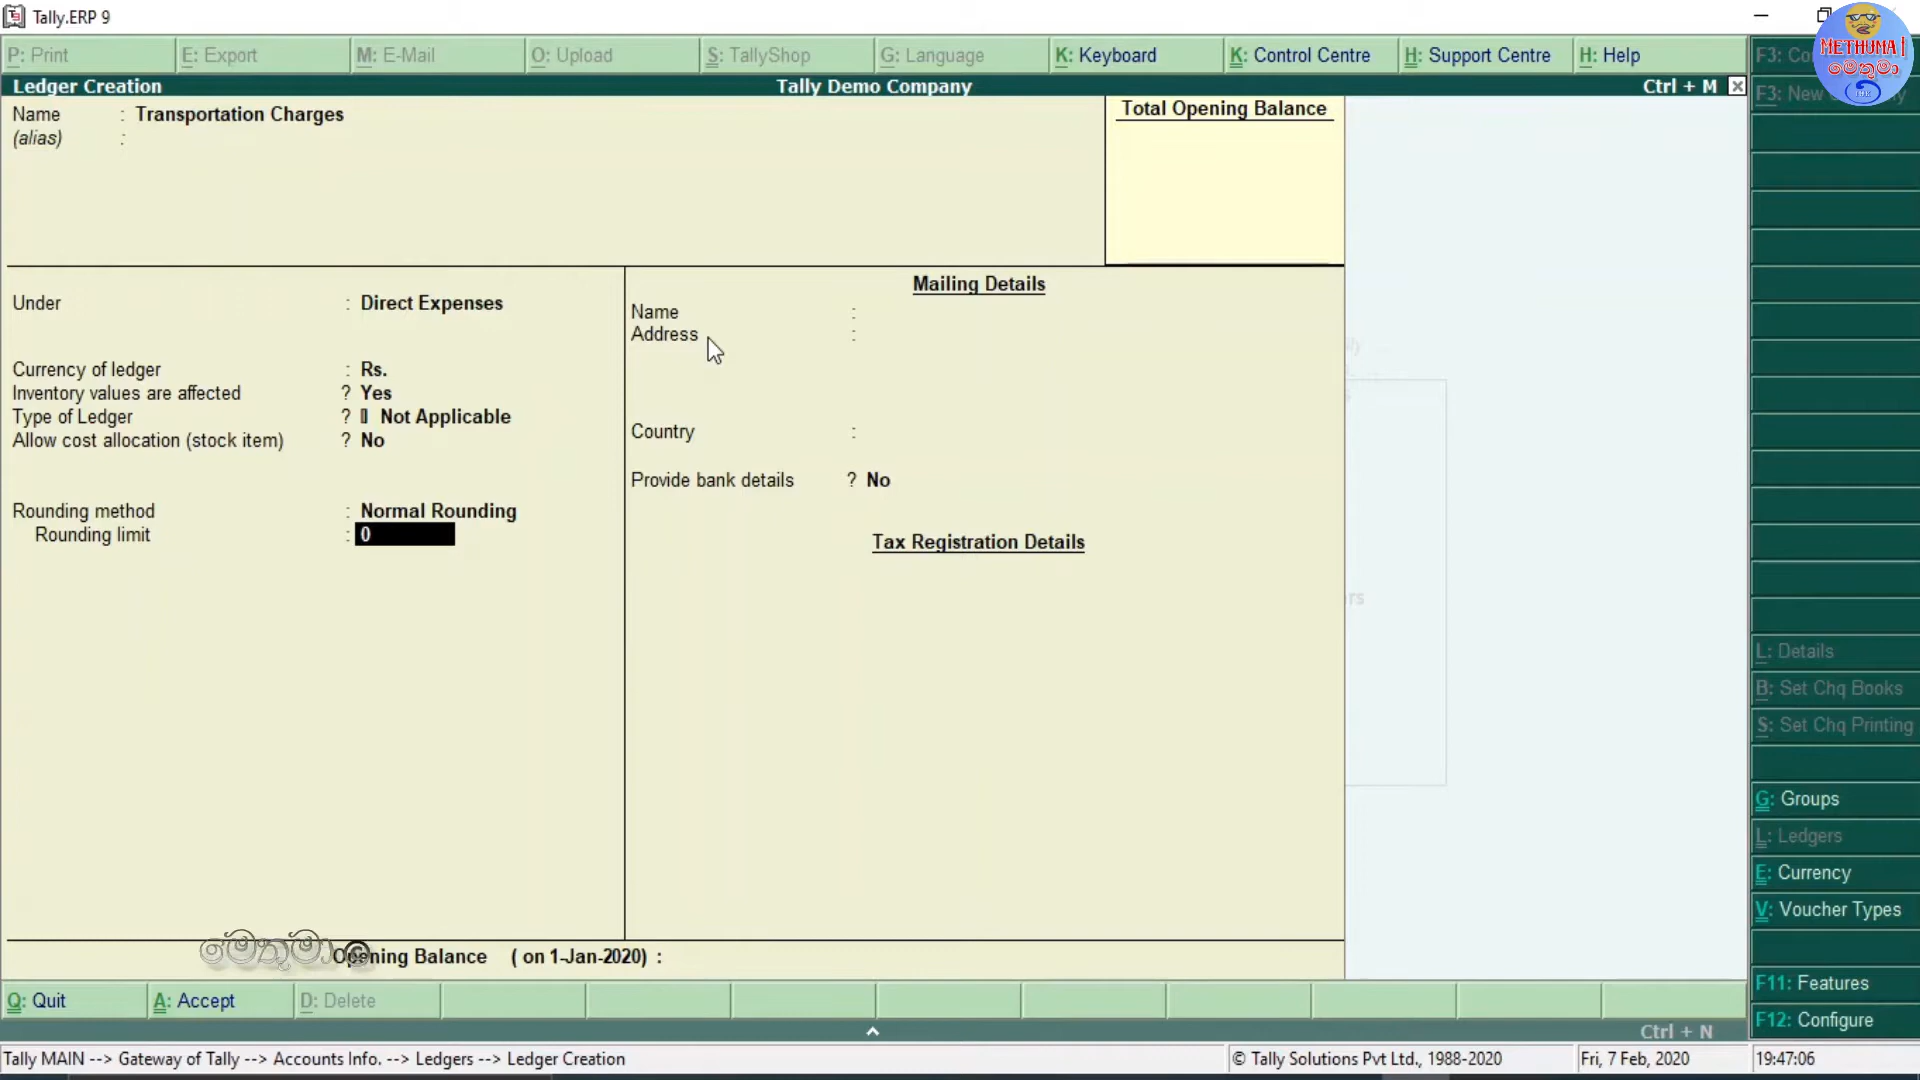 Tally.ERP 9
P: Print
E: Export
M: E-Mail
O: Upload
S: TallyShop
G: Language
K: Keyboard
K: Control Centre
H: Support Centre
H: Help
METHUMA
මෙතුමා
Ledger Creation
Tally Demo Company
Ctrl + M
F3: New
Name : Transportation Charges
(alias) :
Total Opening Balance
Under : Direct Expenses
Currency of ledger : Rs.
Inventory values are affected ? Yes
Type of Ledger ? Not Applicable
Allow cost allocation (stock item) ? No
Rounding method : Normal Rounding
Rounding limit : 0
Mailing Details
Name :
Address :
Country :
Provide bank details ? No
Tax Registration Details
L: Details
B: Set Chq Books
S: Set Chq Printing
G: Groups
L: Ledgers
E: Currency
V: Voucher Types
F11: Features
F12: Configure
මෙතුමා ©
Opening Balance ( on 1-Jan-2020) :
Q: Quit
A: Accept
D: Delete
Ctrl + N
Tally MAIN --> Gateway of Tally --> Accounts Info. --> Ledgers --> Ledger Creation
© Tally Solutions Pvt Ltd., 1988-2020
Fri, 7 Feb, 2020
19:47:06